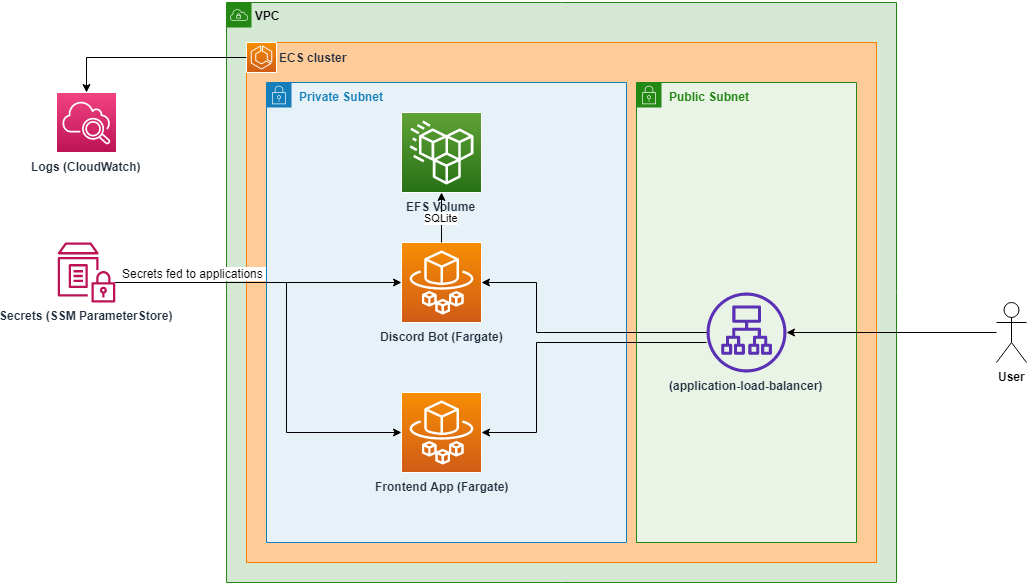 VPC
ECS cluster
Private Subnet
Public Subnet
Logs (CloudWatch)
EFS Volume
SQLite
Secrets fed to applications
Secrets (SSM ParameterStore)
Discord Bot (Fargate)
(application-load-balancer)
User
Frontend App (Fargate)